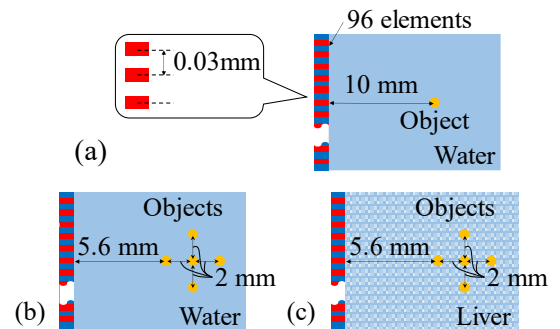 96 elements
0.03mm
10 mm
Object
Water
(a)
Objects
5.6 mm
2 mm
Water
(b)
Objects
5.6 mm
2 mm
Liver
(c)